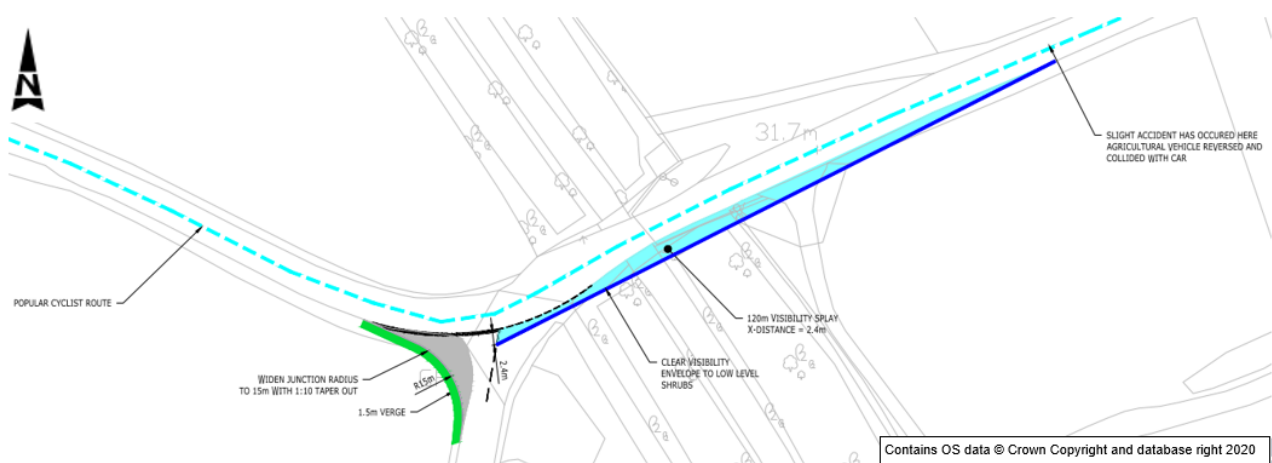 N
31.7m
SLIGHT ACCIDENT HAS OCCURED HERE
AGRICULTURAL VEHICLE REVERSED AND
COLLIDED WITH CAR
POPULAR CYCLIST ROUTE
120m VISIBILITY SPLAY
X-DISTANCE = 2.4m
CLEAR VISIBILITY
ENVELOPE TO LOW LEVEL
SHRUBS
2.4m
WIDEN JUNCTION RADIUS
TO 15m WITH 1:10 TAPER OUT
R15m
1.5m VERGE
Contains OS data © Crown Copyright and database right 2020